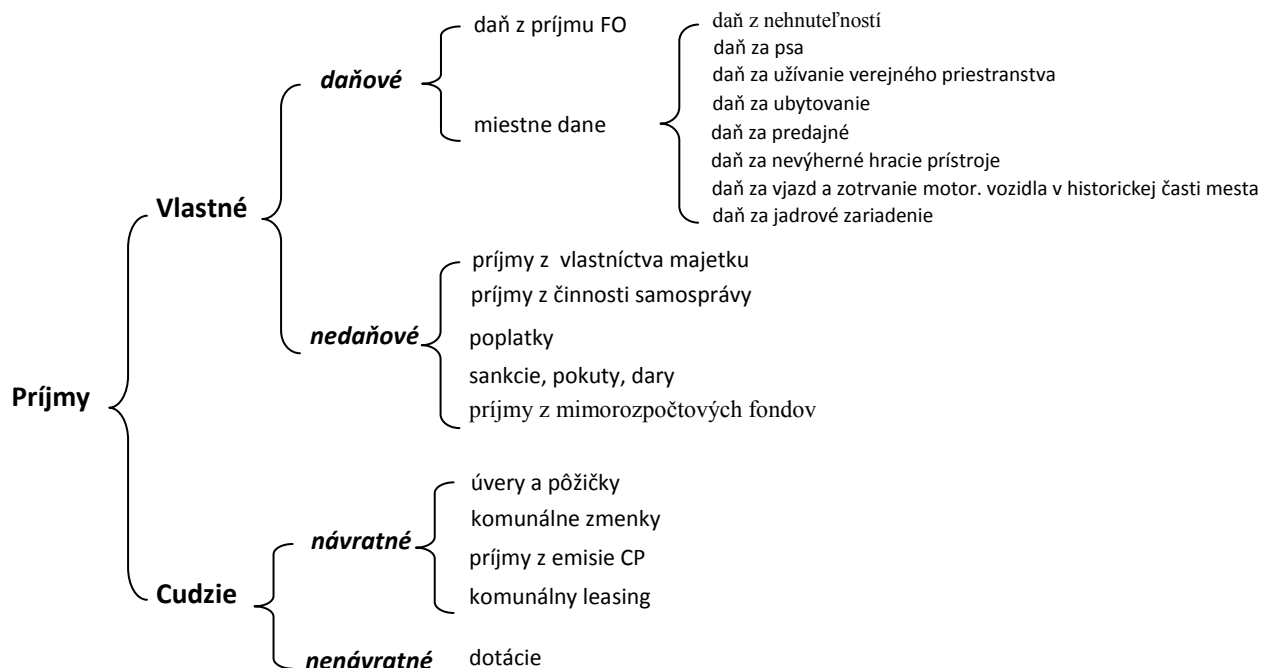 daň z príjmu FO
daň z nehnuteľností
daň za psa
daňové
daň za užívanie verejného priestranstva
daň za ubytovanie
miestne dane
daň za predajné
daň za nevýherné hracie prístroje
daň za vjazd a zotrvanie motor. vozidla v historickej časti mesta
Vlastné
daň za jadrové zariadenie
príjmy z vlastníctva majetku
príjmy z činnosti samosprávy
nedaňové
poplatky
sankcie, pokuty, dary
Príjmy
príjmy z mimorozpočtových fondov
úvery a pôžičky
komunálne zmenky
návratné
príjmy z emisie CP
Cudzie
komunálny leasing
nenávratné
dotácie